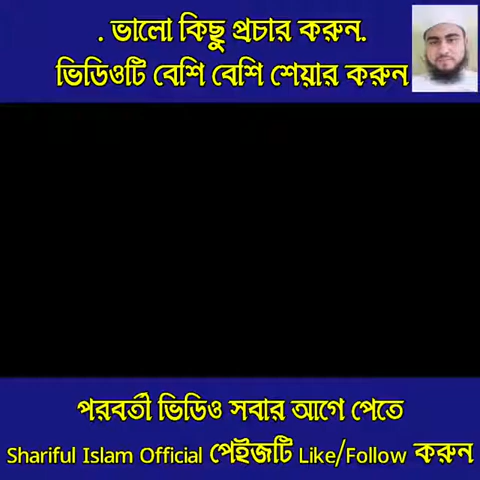 . ভালো কিছু প্রচার করুন.
ভিডিওটি বেশি বেশি শেয়ার করুন
পরবর্তী ভিডিও সবার আগে পেতে
Shariful Islam Official পেইজটি Like/Follow করুন